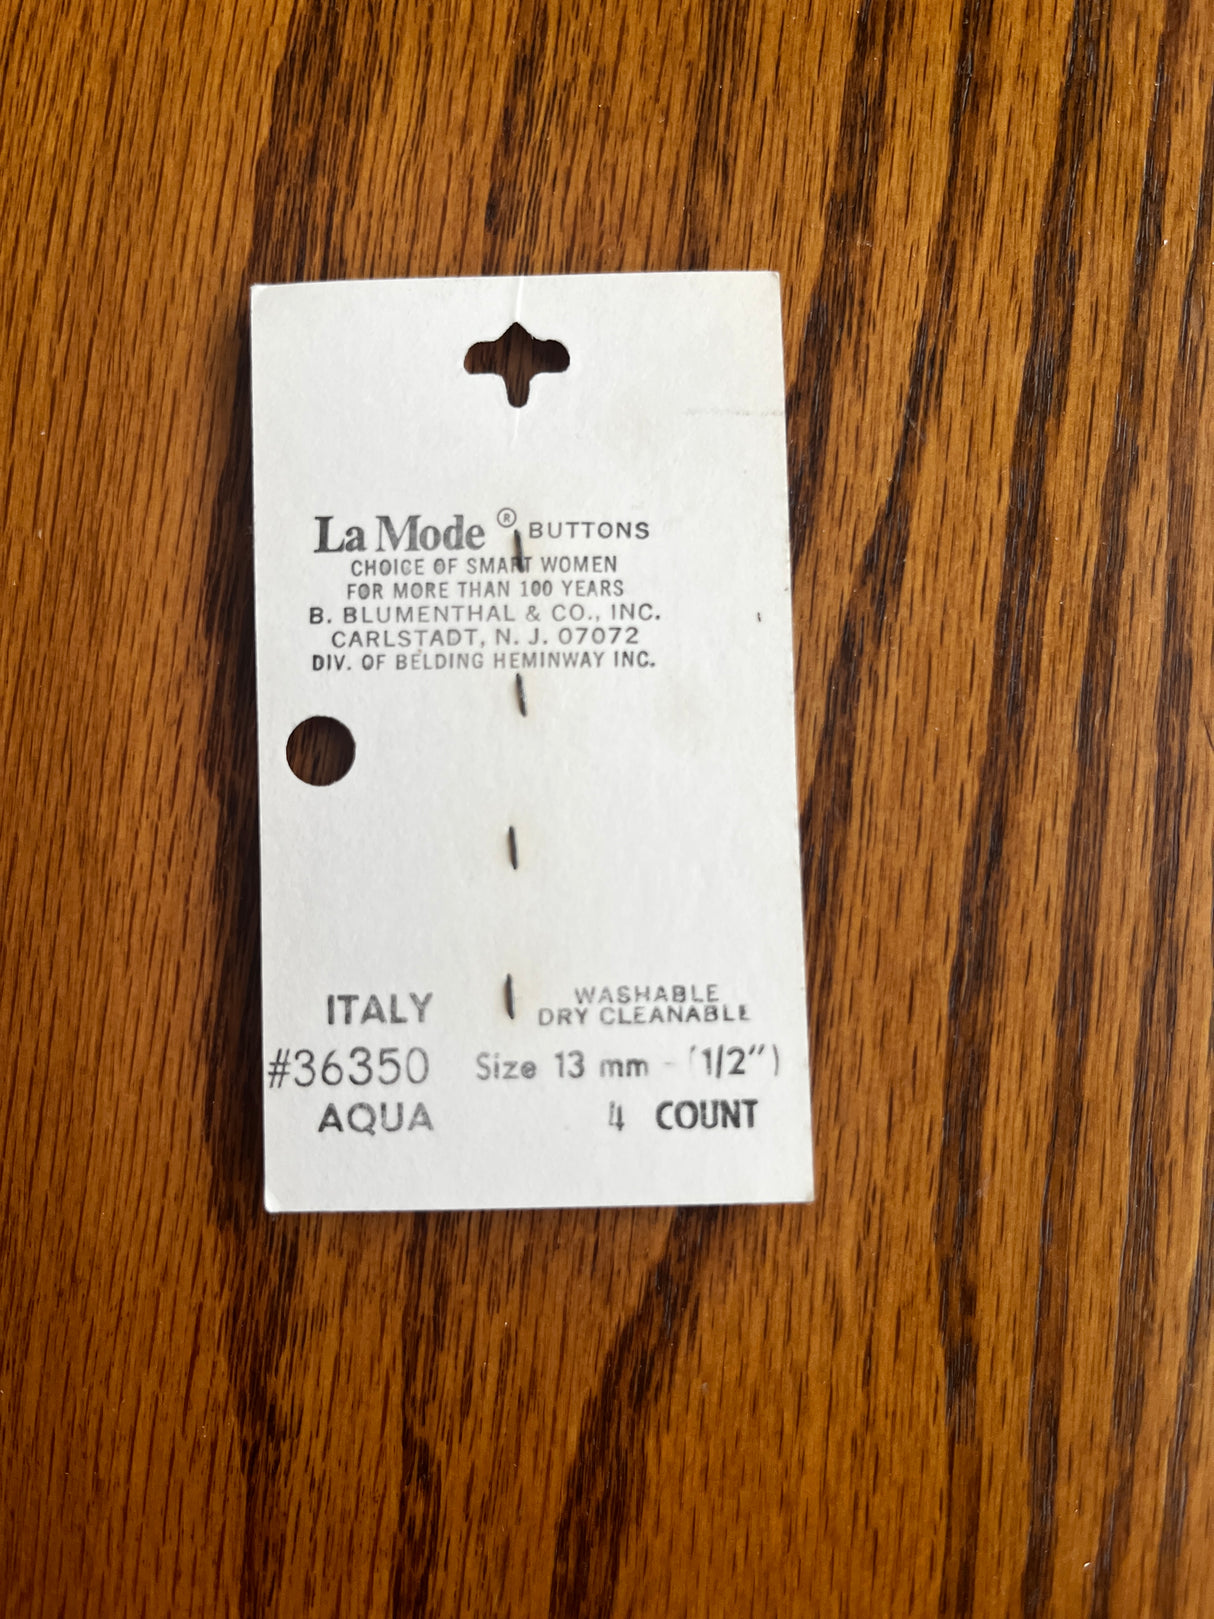 La Mode ® BUTTONS
CHOICE OF SMART WOMEN
FOR MORE THAN 100 YEARS
B. BLUMENTHAL & CO., INC.
CARLSTADT, N. J. 07072
DIV. OF BELDING HEMINWAY INC.
ITALY
#36350
AQUA
WASHABLE
DRY CLEANABLE
Size 13 mm - (1/2")
4 COUNT